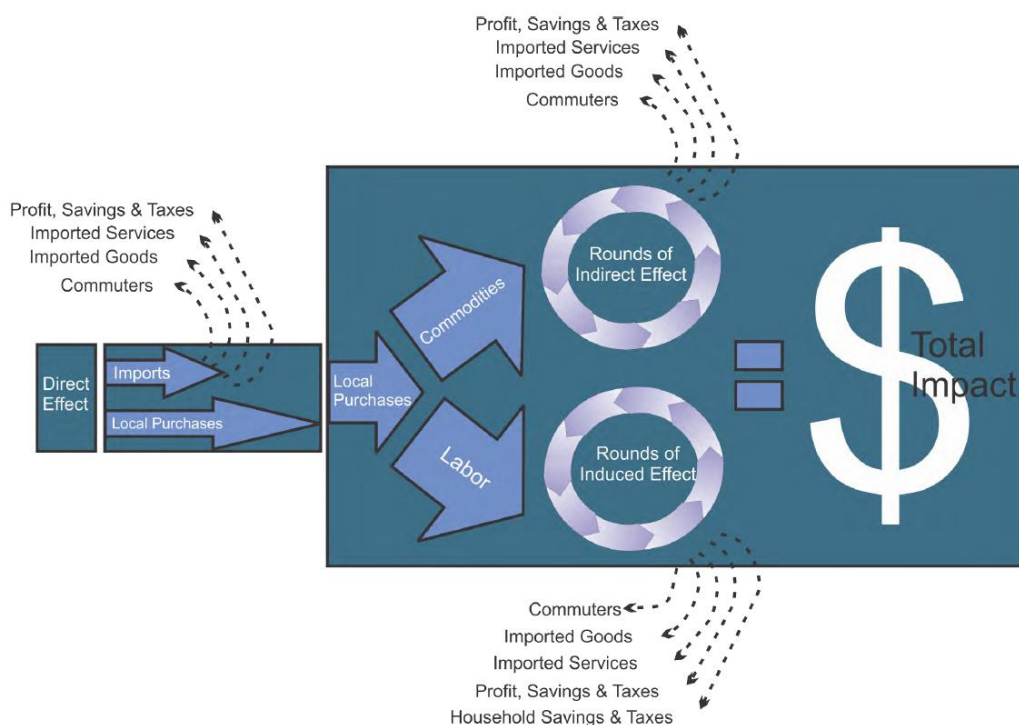 Profit, Savings & Taxes
Imported Services
Imported Goods
Commuters
Profit, Savings & Taxes
Imported Services
Imported Goods
Commuters
Direct
Effect
Imports
Local Purchases
Local
Purchases
Commodities
Labor
Rounds of
Indirect Effect
Rounds of
Induced Effect
$
Total
Impact
Commuters
Imported Goods
Imported Services
Profit, Savings & Taxes
Household Savings & Taxes